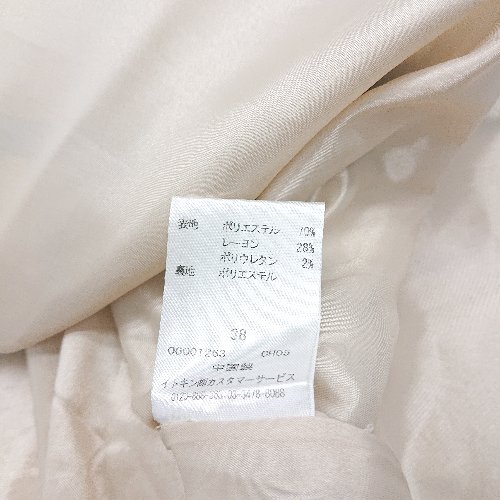 表地 ポリエステル 70%
レーヨン 28%
ポリウレタン 2%
裏地 ポリエステル
38
00001263 0H09
中国製
イトキン㈱カスタマーサービス